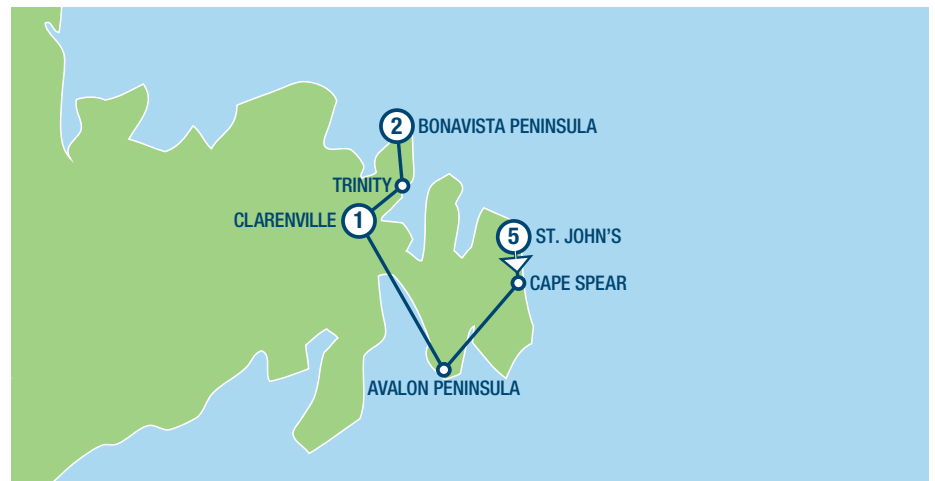 2 BONAVISTA PENINSULA
TRINITY
CLARENVILLE 1
5 ST. JOHN'S
CAPE SPEAR
AVALON PENINSULA